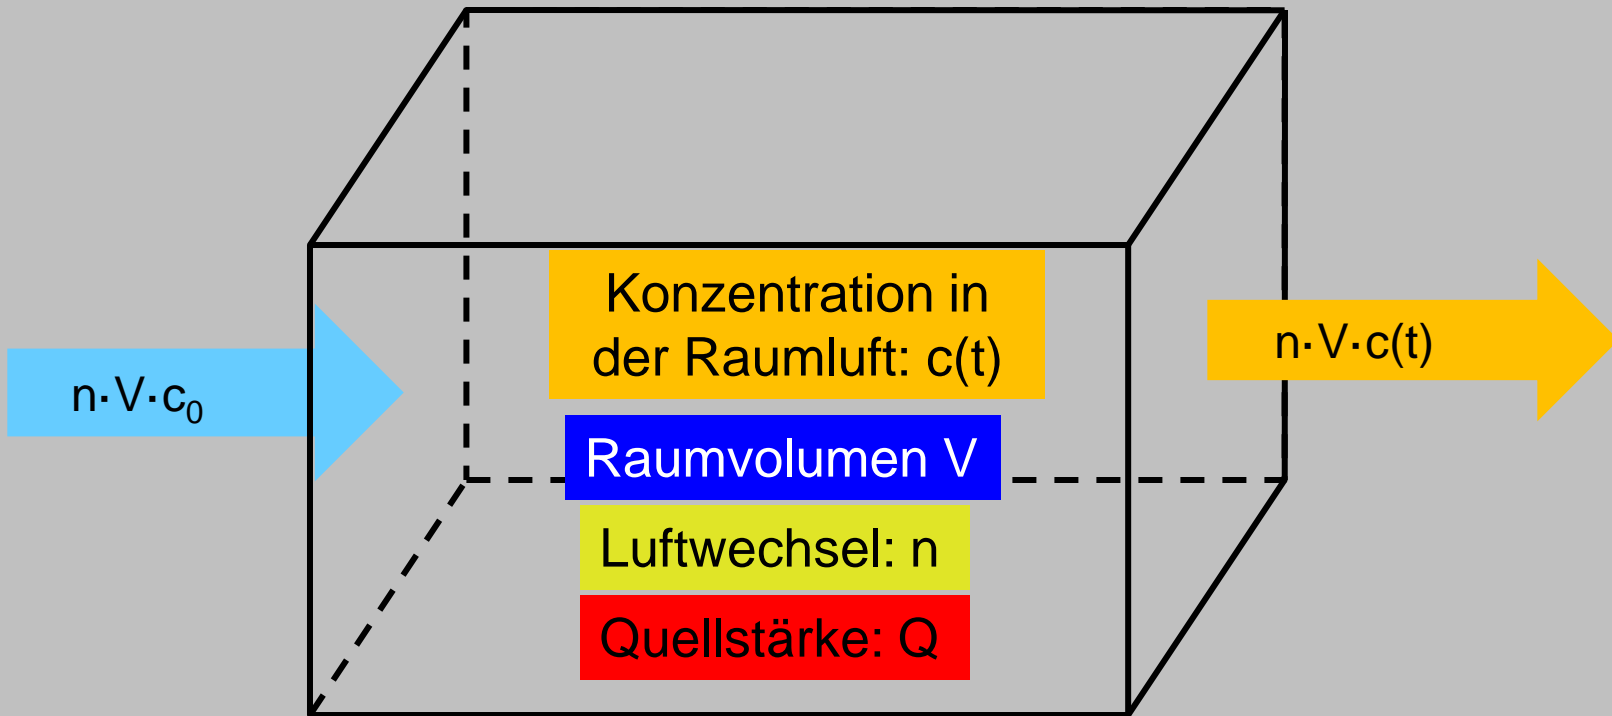 n·V·c₀
Konzentration in
der Raumluft: c(t)
Raumvolumen V
Luftwechsel: n
Quellstärke: Q
n·V·c(t)